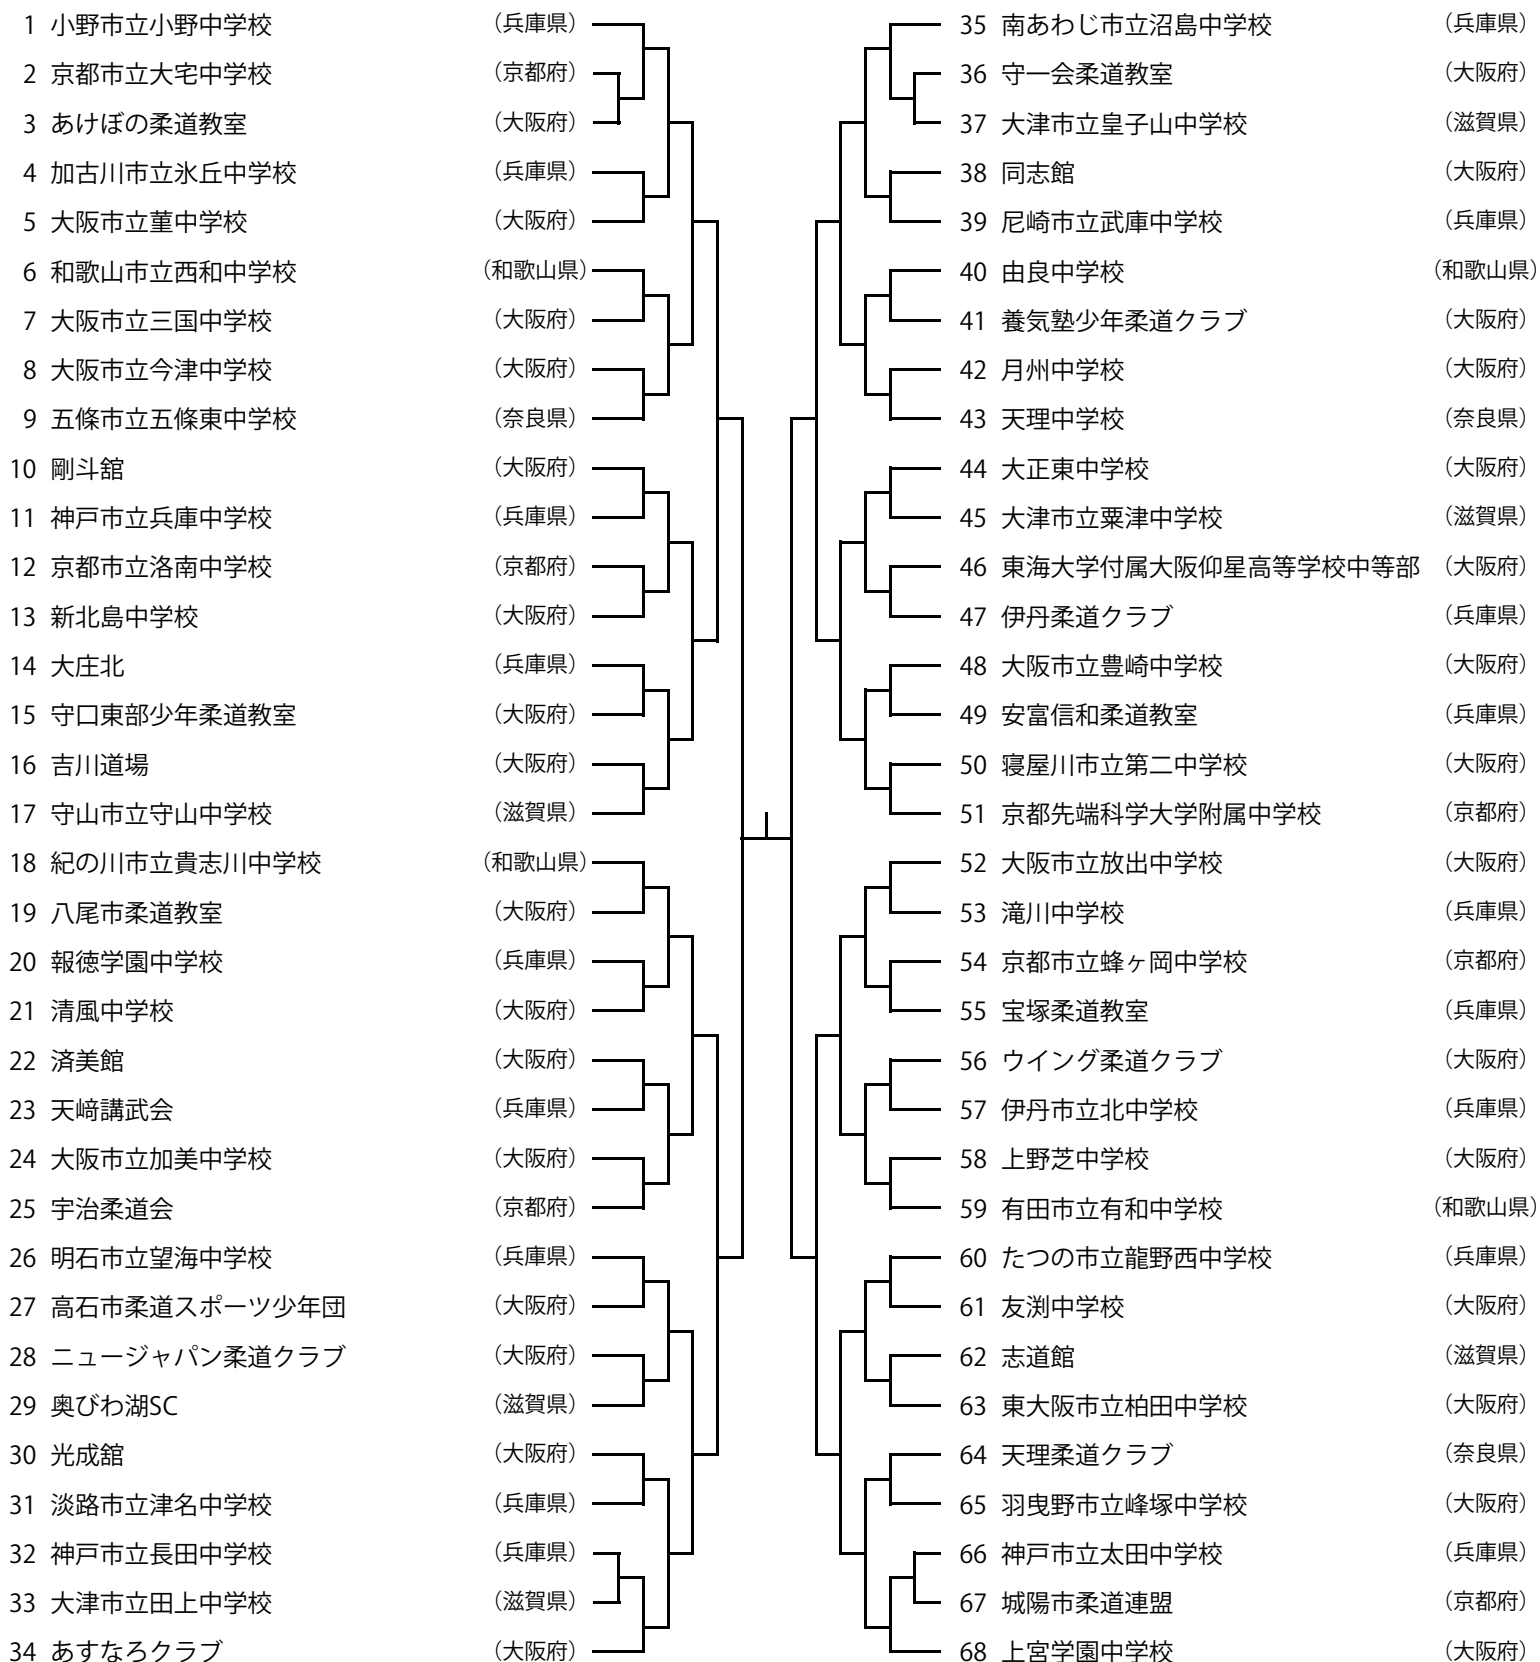 1 小野市立小野中学校 （兵庫県）
2 京都市立大宅中学校 （京都府）
3 あけぼの柔道教室 （大阪府）
4 加古川市立氷丘中学校 （兵庫県）
5 大阪市立菫中学校 （大阪府）
6 和歌山市立西和中学校 （和歌山県）
7 大阪市立三国中学校 （大阪府）
8 大阪市立今津中学校 （大阪府）
9 五條市立五條東中学校 （奈良県）
10 剛斗舘 （大阪府）
11 神戸市立兵庫中学校 （兵庫県）
12 京都市立洛南中学校 （京都府）
13 新北島中学校 （大阪府）
14 大庄北 （兵庫県）
15 守口東部少年柔道教室 （大阪府）
16 吉川道場 （大阪府）
17 守山市立守山中学校 （滋賀県）
18 紀の川市立貴志川中学校 （和歌山県）
19 八尾市柔道教室 （大阪府）
20 報徳学園中学校 （兵庫県）
21 清風中学校 （大阪府）
22 済美館 （大阪府）
23 天﨑講武会 （兵庫県）
24 大阪市立加美中学校 （大阪府）
25 宇治柔道会 （京都府）
26 明石市立望海中学校 （兵庫県）
27 高石市柔道スポーツ少年団 （大阪府）
28 ニュージャパン柔道クラブ （大阪府）
29 奥びわ湖SC （滋賀県）
30 光成舘 （大阪府）
31 淡路市立津名中学校 （兵庫県）
32 神戸市立長田中学校 （兵庫県）
33 大津市立田上中学校 （滋賀県）
34 あすなろクラブ （大阪府）
35 南あわじ市立沼島中学校 （兵庫県）
36 守一会柔道教室 （大阪府）
37 大津市立皇子山中学校 （滋賀県）
38 同志館 （大阪府）
39 尼崎市立武庫中学校 （兵庫県）
40 由良中学校 （和歌山県）
41 養気塾少年柔道クラブ （大阪府）
42 月州中学校 （大阪府）
43 天理中学校 （奈良県）
44 大正東中学校 （大阪府）
45 大津市立粟津中学校 （滋賀県）
46 東海大学付属大阪仰星高等学校中等部 （大阪府）
47 伊丹柔道クラブ （兵庫県）
48 大阪市立豊崎中学校 （大阪府）
49 安富信和柔道教室 （兵庫県）
50 寝屋川市立第二中学校 （大阪府）
51 京都先端科学大学附属中学校 （京都府）
52 大阪市立放出中学校 （大阪府）
53 滝川中学校 （兵庫県）
54 京都市立蜂ヶ岡中学校 （京都府）
55 宝塚柔道教室 （兵庫県）
56 ウイング柔道クラブ （大阪府）
57 伊丹市立北中学校 （兵庫県）
58 上野芝中学校 （大阪府）
59 有田市立有和中学校 （和歌山県）
60 たつの市立龍野西中学校 （兵庫県）
61 友渕中学校 （大阪府）
62 志道館 （滋賀県）
63 東大阪市立柏田中学校 （大阪府）
64 天理柔道クラブ （奈良県）
65 羽曳野市立峰塚中学校 （大阪府）
66 神戸市立太田中学校 （兵庫県）
67 城陽市柔道連盟 （京都府）
68 上宮学園中学校 （大阪府）